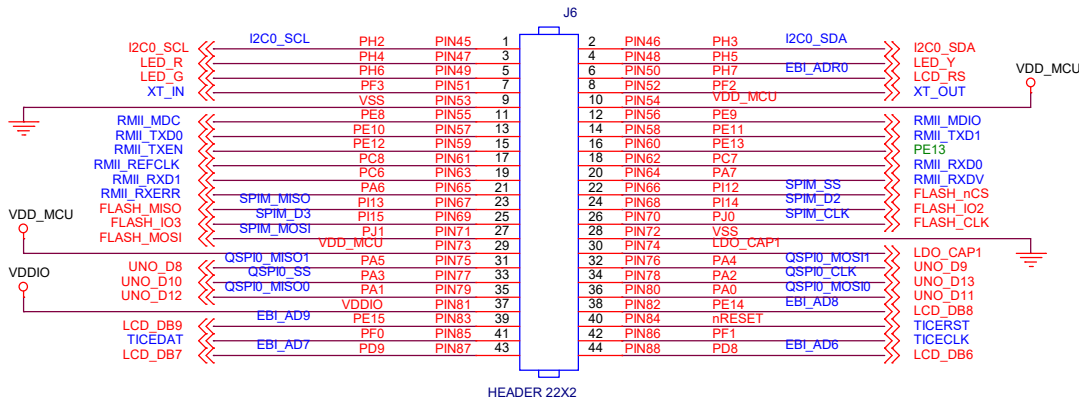 J6
I2C0_SCL I2C0_SCL PH2 PIN45 1 2 PIN46 PH3 I2C0_SDA I2C0_SDA
LED_R PH4 PIN47 3 4 PIN48 PH5 LED_Y
LED_G PH6 PIN49 5 6 PIN50 PH7 EBI_ADR0 LCD_RS VDD_MCU
XT_IN PF3 PIN51 7 8 PIN52 PF2 XT_OUT
VSS PIN53 9 10 PIN54 VDD_MCU
RMII_MDC PE8 PIN55 11 12 PIN56 PE9 RMII_MDIO
RMII_TXD0 PE10 PIN57 13 14 PIN58 PE11 RMII_TXD1
RMII_TXEN PE12 PIN59 15 16 PIN60 PE13 PE13
RMII_REFCLK PC8 PIN61 17 18 PIN62 PC7 RMII_RXD0
RMII_RXD1 PC6 PIN63 19 20 PIN64 PA7 RMII_RXDV
RMII_RXERR PA6 PIN65 21 22 PIN66 PI12 SPIM_SS FLASH_nCS
FLASH_MISO SPIM_MISO PI13 PIN67 23 24 PIN68 PI14 SPIM_D2 FLASH_IO2
VDD_MCU FLASH_IO3 SPIM_D3 PI15 PIN69 25 26 PIN70 PJ0 SPIM_CLK FLASH_CLK
FLASH_MOSI SPIM_MOSI PJ1 PIN71 27 28 PIN72 VSS
VDD_MCU PIN73 29 30 PIN74 LDO_CAP1 LDO_CAP1
VDDIO UNO_D8 QSPI0_MISO1 PA5 PIN75 31 32 PIN76 PA4 QSPI0_MOSI1 UNO_D9
UNO_D10 QSPI0_SS PA3 PIN77 33 34 PIN78 PA2 QSPI0_CLK UNO_D13
UNO_D12 QSPI0_MISO0 PA1 PIN79 35 36 PIN80 PA0 QSPI0_MOSI0 UNO_D11
VDDIO PIN81 37 38 PIN82 PE14 EBI_AD8 LCD_DB8
LCD_DB9 EBI_AD9 PE15 PIN83 39 40 PIN84 nRESET TICERST
TICEDAT PF0 PIN85 41 42 PIN86 PF1 TICECLK
LCD_DB7 EBI_AD7 PD9 PIN87 43 44 PIN88 PD8 EBI_AD6 LCD_DB6
HEADER 22X2